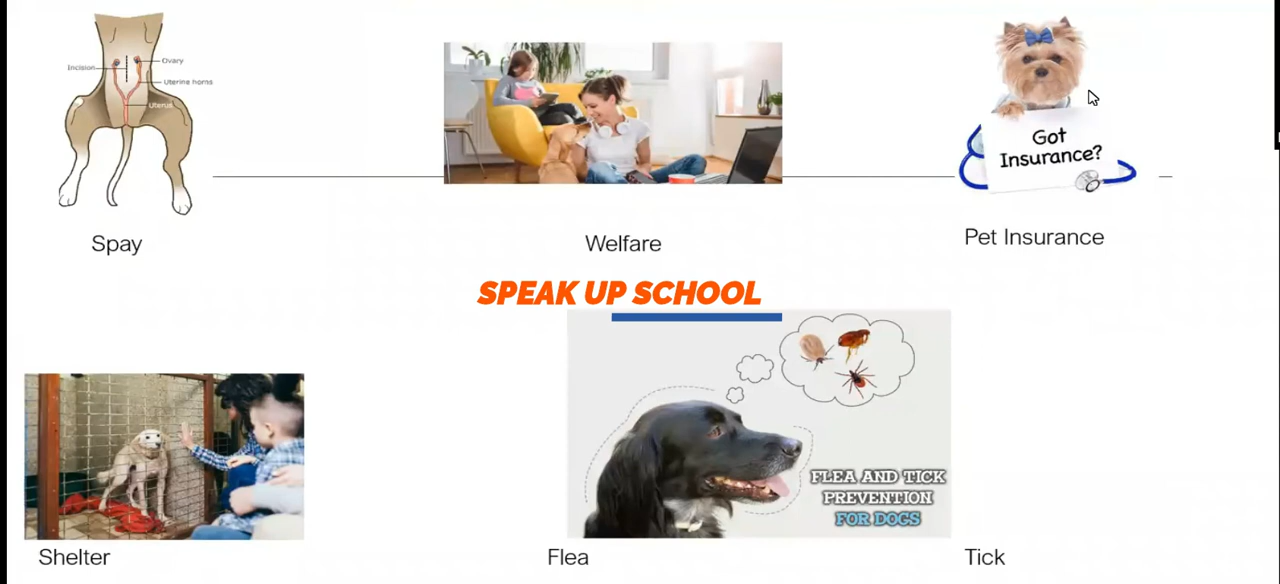 Incision
Ovary
Uterine horns
Uterus
Got
Insurance?
Spay
Welfare
Pet Insurance
SPEAK UP SCHOOL
FLEA AND TICK
PREVENTION
FOR DOGS
Shelter
Flea
Tick